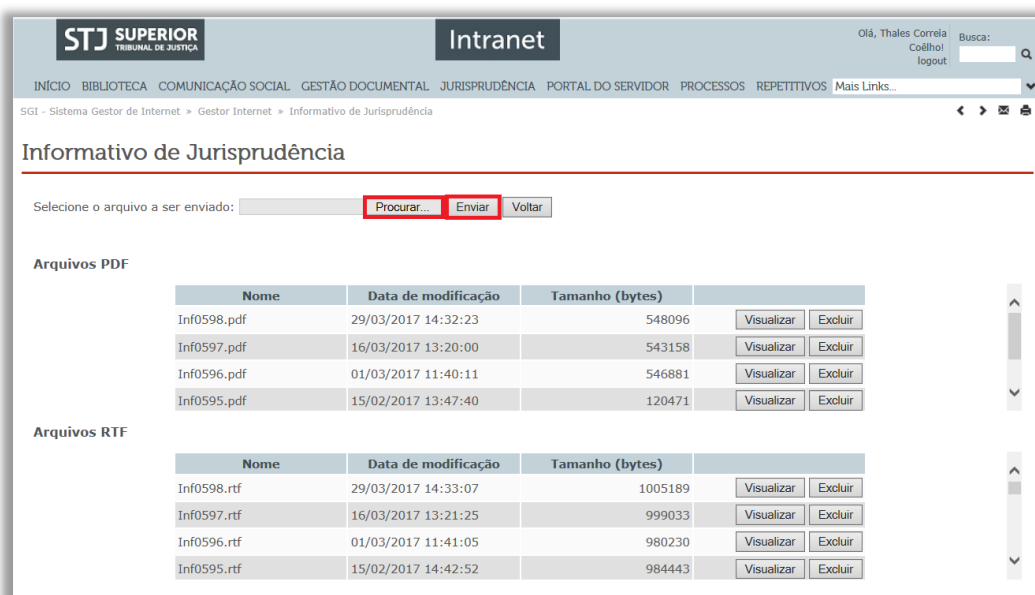 STJ SUPERIOR TRIBUNAL DE JUSTIÇA
Intranet
Olá, Thales Correia Coêlho!
logout
Busca:
INÍCIO BIBLIOTECA COMUNICAÇÃO SOCIAL GESTÃO DOCUMENTAL JURISPRUDÊNCIA PORTAL DO SERVIDOR PROCESSOS REPETITIVOS Mais Links...
SGI - Sistema Gestor de Internet » Gestor Internet » Informativo de Jurisprudência
Informativo de Jurisprudência
Selecione o arquivo a ser enviado: Procurar... Enviar Voltar
Arquivos PDF
Nome Data de modificação Tamanho (bytes)
Inf0598.pdf 29/03/2017 14:32:23 548096 Visualizar Excluir
Inf0597.pdf 16/03/2017 13:20:00 543158 Visualizar Excluir
Inf0596.pdf 01/03/2017 11:40:11 546881 Visualizar Excluir
Inf0595.pdf 15/02/2017 13:47:40 120471 Visualizar Excluir
Arquivos RTF
Nome Data de modificação Tamanho (bytes)
Inf0598.rtf 29/03/2017 14:33:07 1005189 Visualizar Excluir
Inf0597.rtf 16/03/2017 13:21:25 999033 Visualizar Excluir
Inf0596.rtf 01/03/2017 11:41:05 980230 Visualizar Excluir
Inf0595.rtf 15/02/2017 14:42:52 984443 Visualizar Excluir